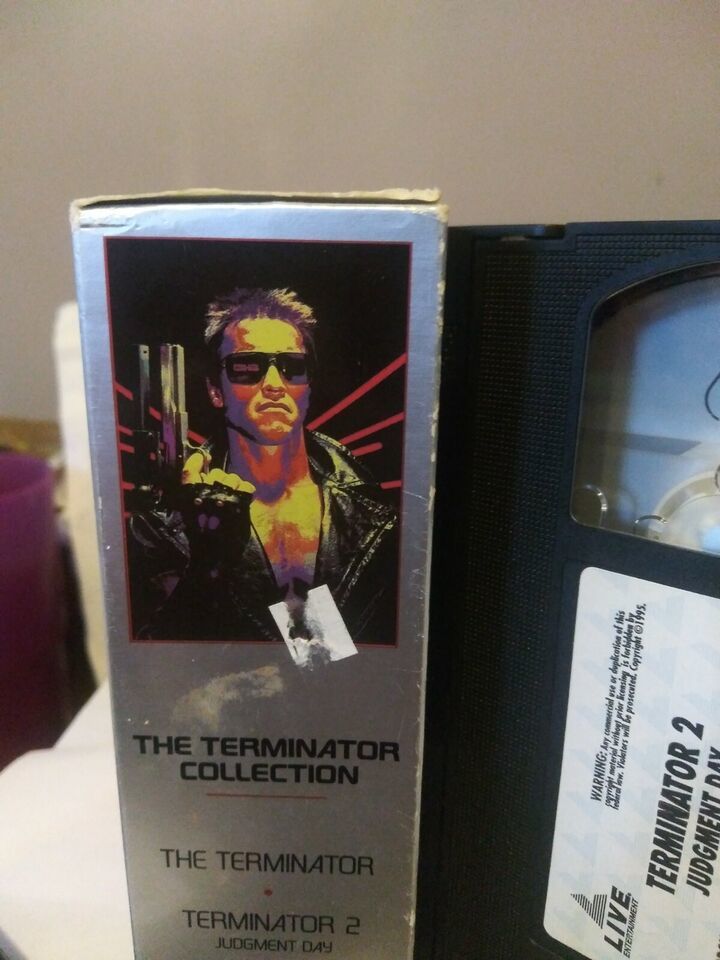 THE TERMINATOR
COLLECTION
THE TERMINATOR
•
TERMINATOR 2
JUDGMENT DAY
WARNING: Any commercial use or duplication of this
copyright material without prior licensing is forbidden by
federal law. Violators will be prosecuted. Copyright ©1995.
TERMINATOR 2
JUDGMENT DAY
LIVE
ENTERTAINMENT